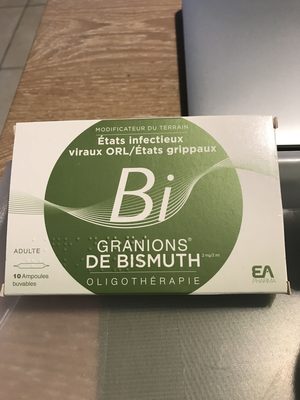 MODIFICATEUR DU TERRAIN
États infectieux
viraux ORL/États grippaux
Bi
GRANIONS®
DE BISMUTH 2 mg/2 ml
OLIGOTHÉRAPIE
ADULTE
10 Ampoules
buvables
EA
PHARMA